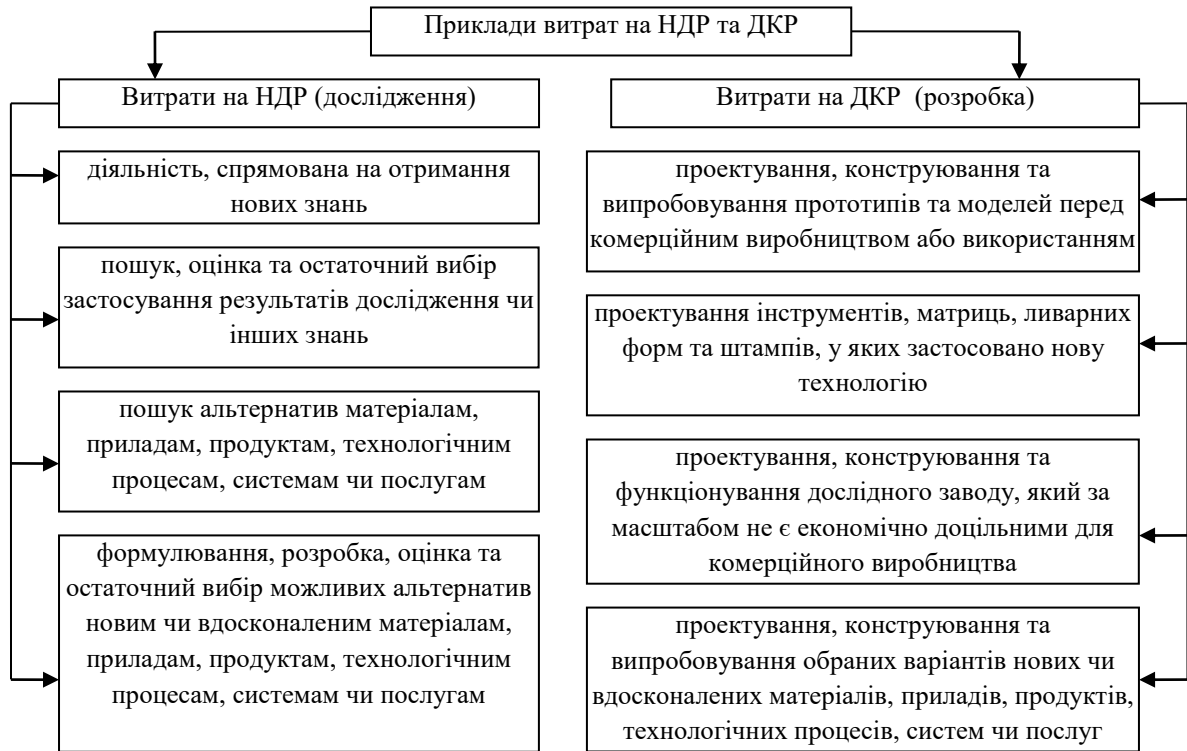 Приклади витрат на НДР та ДКР
Витрати на НДР (дослідження)
діяльність, спрямована на отримання
нових знань
пошук, оцінка та остаточний вибір
застосування результатів дослідження чи
інших знань
пошук альтернатив матеріалам,
приладам, продуктам, технологічним
процесам, системам чи послугам
формулювання, розробка, оцінка та
остаточний вибір можливих альтернатив
новим чи вдосконаленим матеріалам,
приладам, продуктам, технологічним
процесам, системам чи послугам
Витрати на ДКР (розробка)
проектування, конструювання та
випробовування прототипів та моделей перед
комерційним виробництвом або використанням
проектування інструментів, матриць, ливарних
форм та штампів, у яких застосовано нову
технологію
проектування, конструювання та
функціонування дослідного заводу, який за
масштабом не є економічно доцільними для
комерційного виробництва
проектування, конструювання та
випробовування обраних варіантів нових чи
вдосконалених матеріалів, приладів, продуктів,
технологічних процесів, систем чи послуг